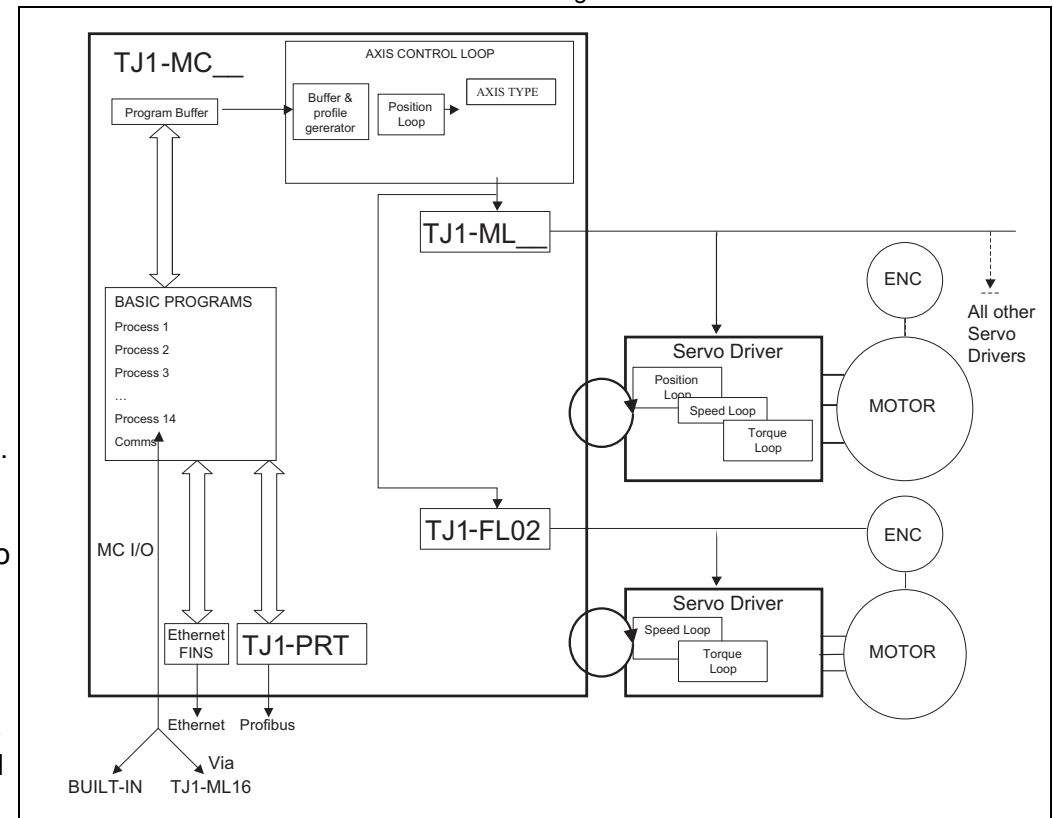 TJ1-MC__
AXIS CONTROL LOOP
Program Buffer
Buffer &
profile
gererator
Position
Loop
AXIS TYPE
TJ1-ML__
BASIC PROGRAMS
Process 1
Process 2
Process 3
...
Process 14
Comms
ENC
All other
Servo
Drivers
Servo Driver
Position
Loop
Speed Loop
Torque
Loop
MOTOR
TJ1-FL02
ENC
MC I/O
Servo Driver
Speed Loop
Torque
Loop
MOTOR
Ethernet
FINS
TJ1-PRT
Ethernet
Profibus
Via
BUILT-IN
TJ1-ML16